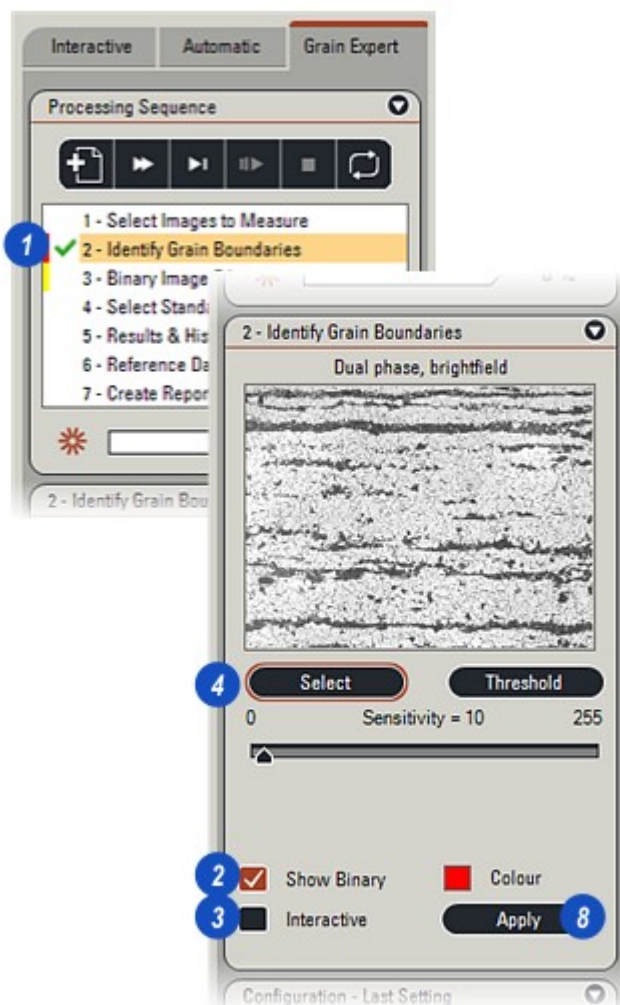 Interactive Automatic Grain Expert
Processing Sequence
1 - Select Images to Measure
1 2 - Identify Grain Boundaries
3 - Binary Image
4 - Select Standa
5 - Results & His
6 - Reference Da
7 - Create Repor
2 - Identify Grain Bou
2 - Identify Grain Boundaries
Dual phase, brightfield
4 Select Threshold
0 Sensitivity = 10 255
2 Show Binary Colour
3 Interactive Apply 8
Configuration - Last Setting